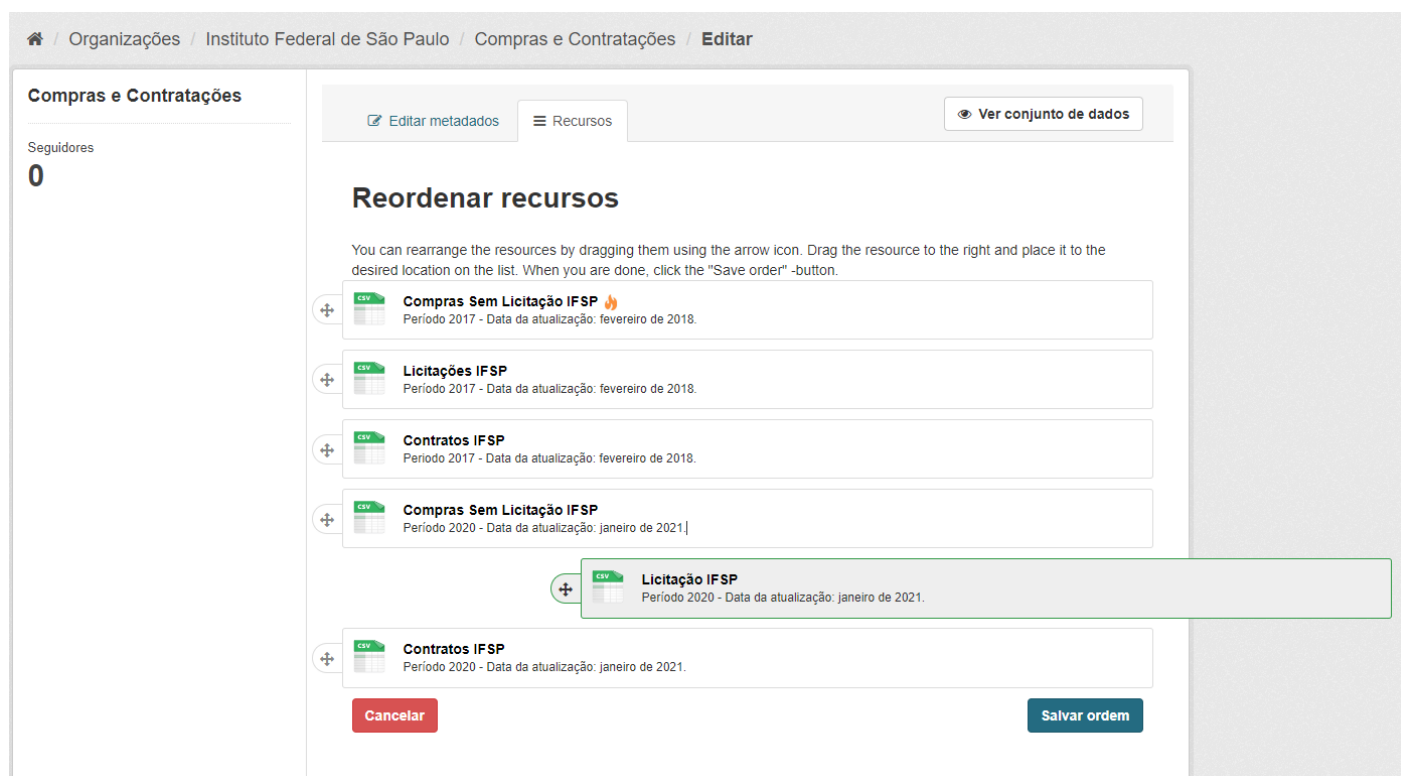 / Organizações / Instituto Federal de São Paulo / Compras e Contratações / Editar
Compras e Contratações
Seguidores
0
Editar metadados
Recursos
Ver conjunto de dados
Reordenar recursos
You can rearrange the resources by dragging them using the arrow icon. Drag the resource to the right and place it to the
desired location on the list. When you are done, click the "Save order" -button.
CSV
Compras Sem Licitação IFSP
Período 2017 - Data da atualização: fevereiro de 2018.
CSV
Licitações IFSP
Período 2017 - Data da atualização: fevereiro de 2018.
CSV
Contratos IFSP
Periodo 2017 - Data da atualização: fevereiro de 2018.
CSV
Compras Sem Licitação IFSP
Período 2020 - Data da atualização: janeiro de 2021.
CSV
Licitação IFSP
Período 2020 - Data da atualização: janeiro de 2021.
CSV
Contratos IFSP
Período 2020 - Data da atualização: janeiro de 2021.
Cancelar
Salvar ordem